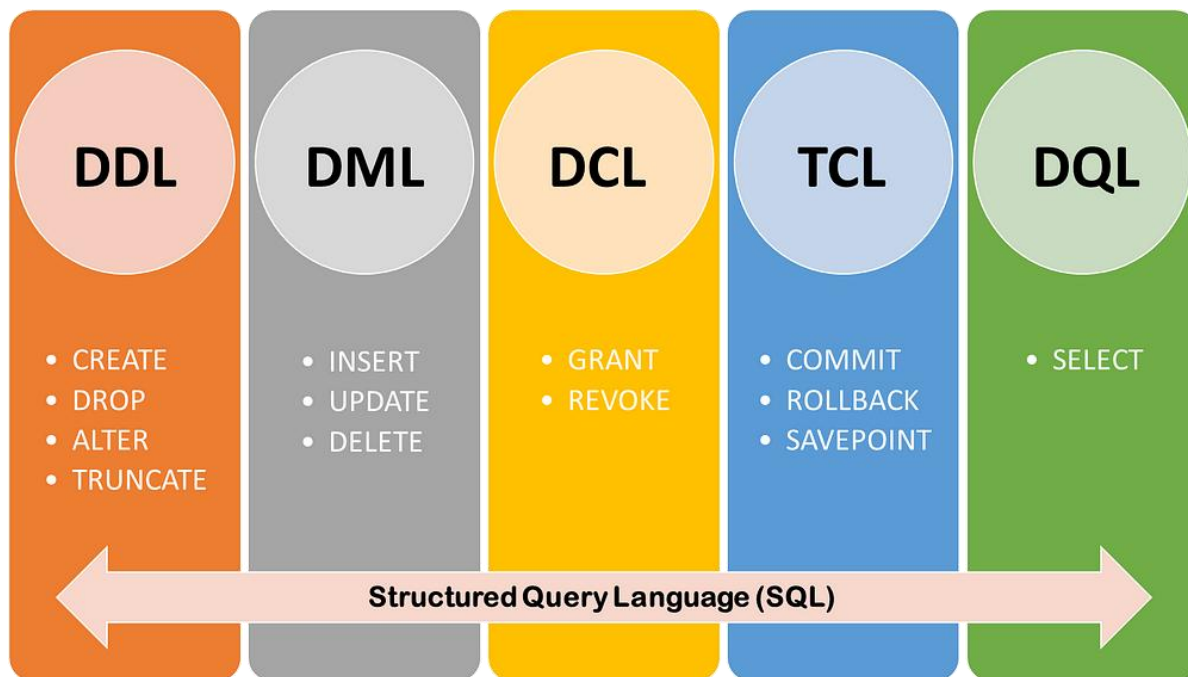 DDL
• CREATE
• DROP
• ALTER
• TRUNCATE
DML
• INSERT
• UPDATE
• DELETE
DCL
• GRANT
• REVOKE
TCL
• COMMIT
• ROLLBACK
• SAVEPOINT
DQL
• SELECT
Structured Query Language (SQL)